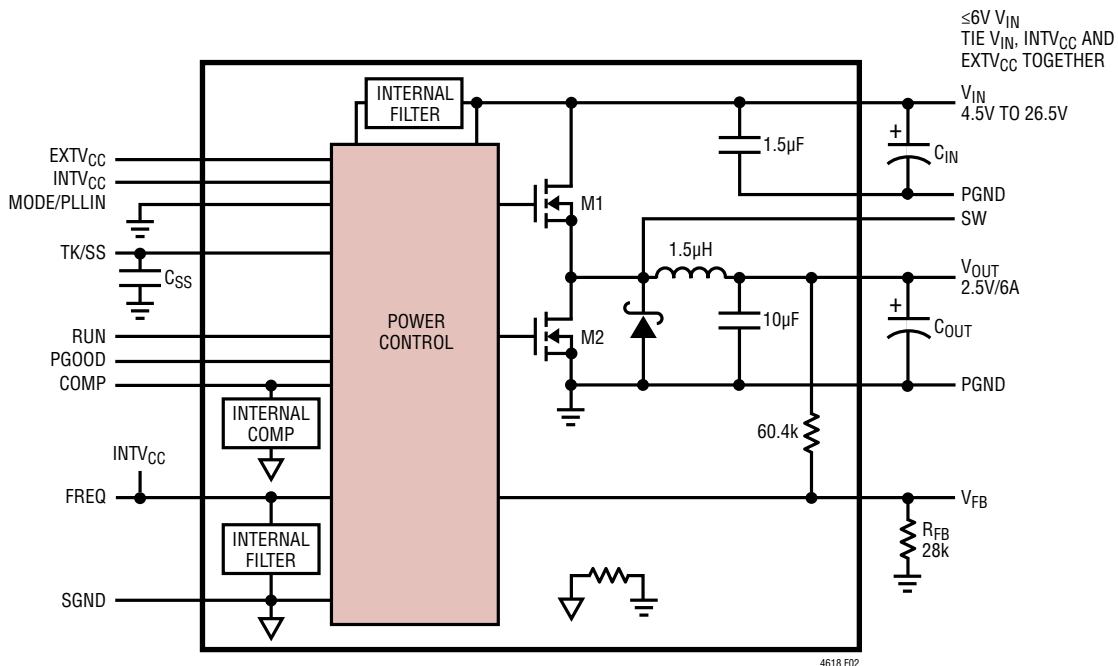 ≤6V VIN
TIE VIN, INTVCC AND
EXTVCC TOGETHER
INTERNAL
FILTER
VIN
4.5V TO 26.5V
EXTVCC
INTVCC
MODE/PLLIN
1.5µF
+
CIN
M1
PGND
SW
TK/SS
CSS
1.5µH
VOUT
2.5V/6A
POWER
CONTROL
RUN
PGOOD
COMP
M2
10µF
+
COUT
PGND
INTERNAL
COMP
60.4k
INTVCC
FREQ
VFB
INTERNAL
FILTER
RFB
28k
SGND
4618 F02